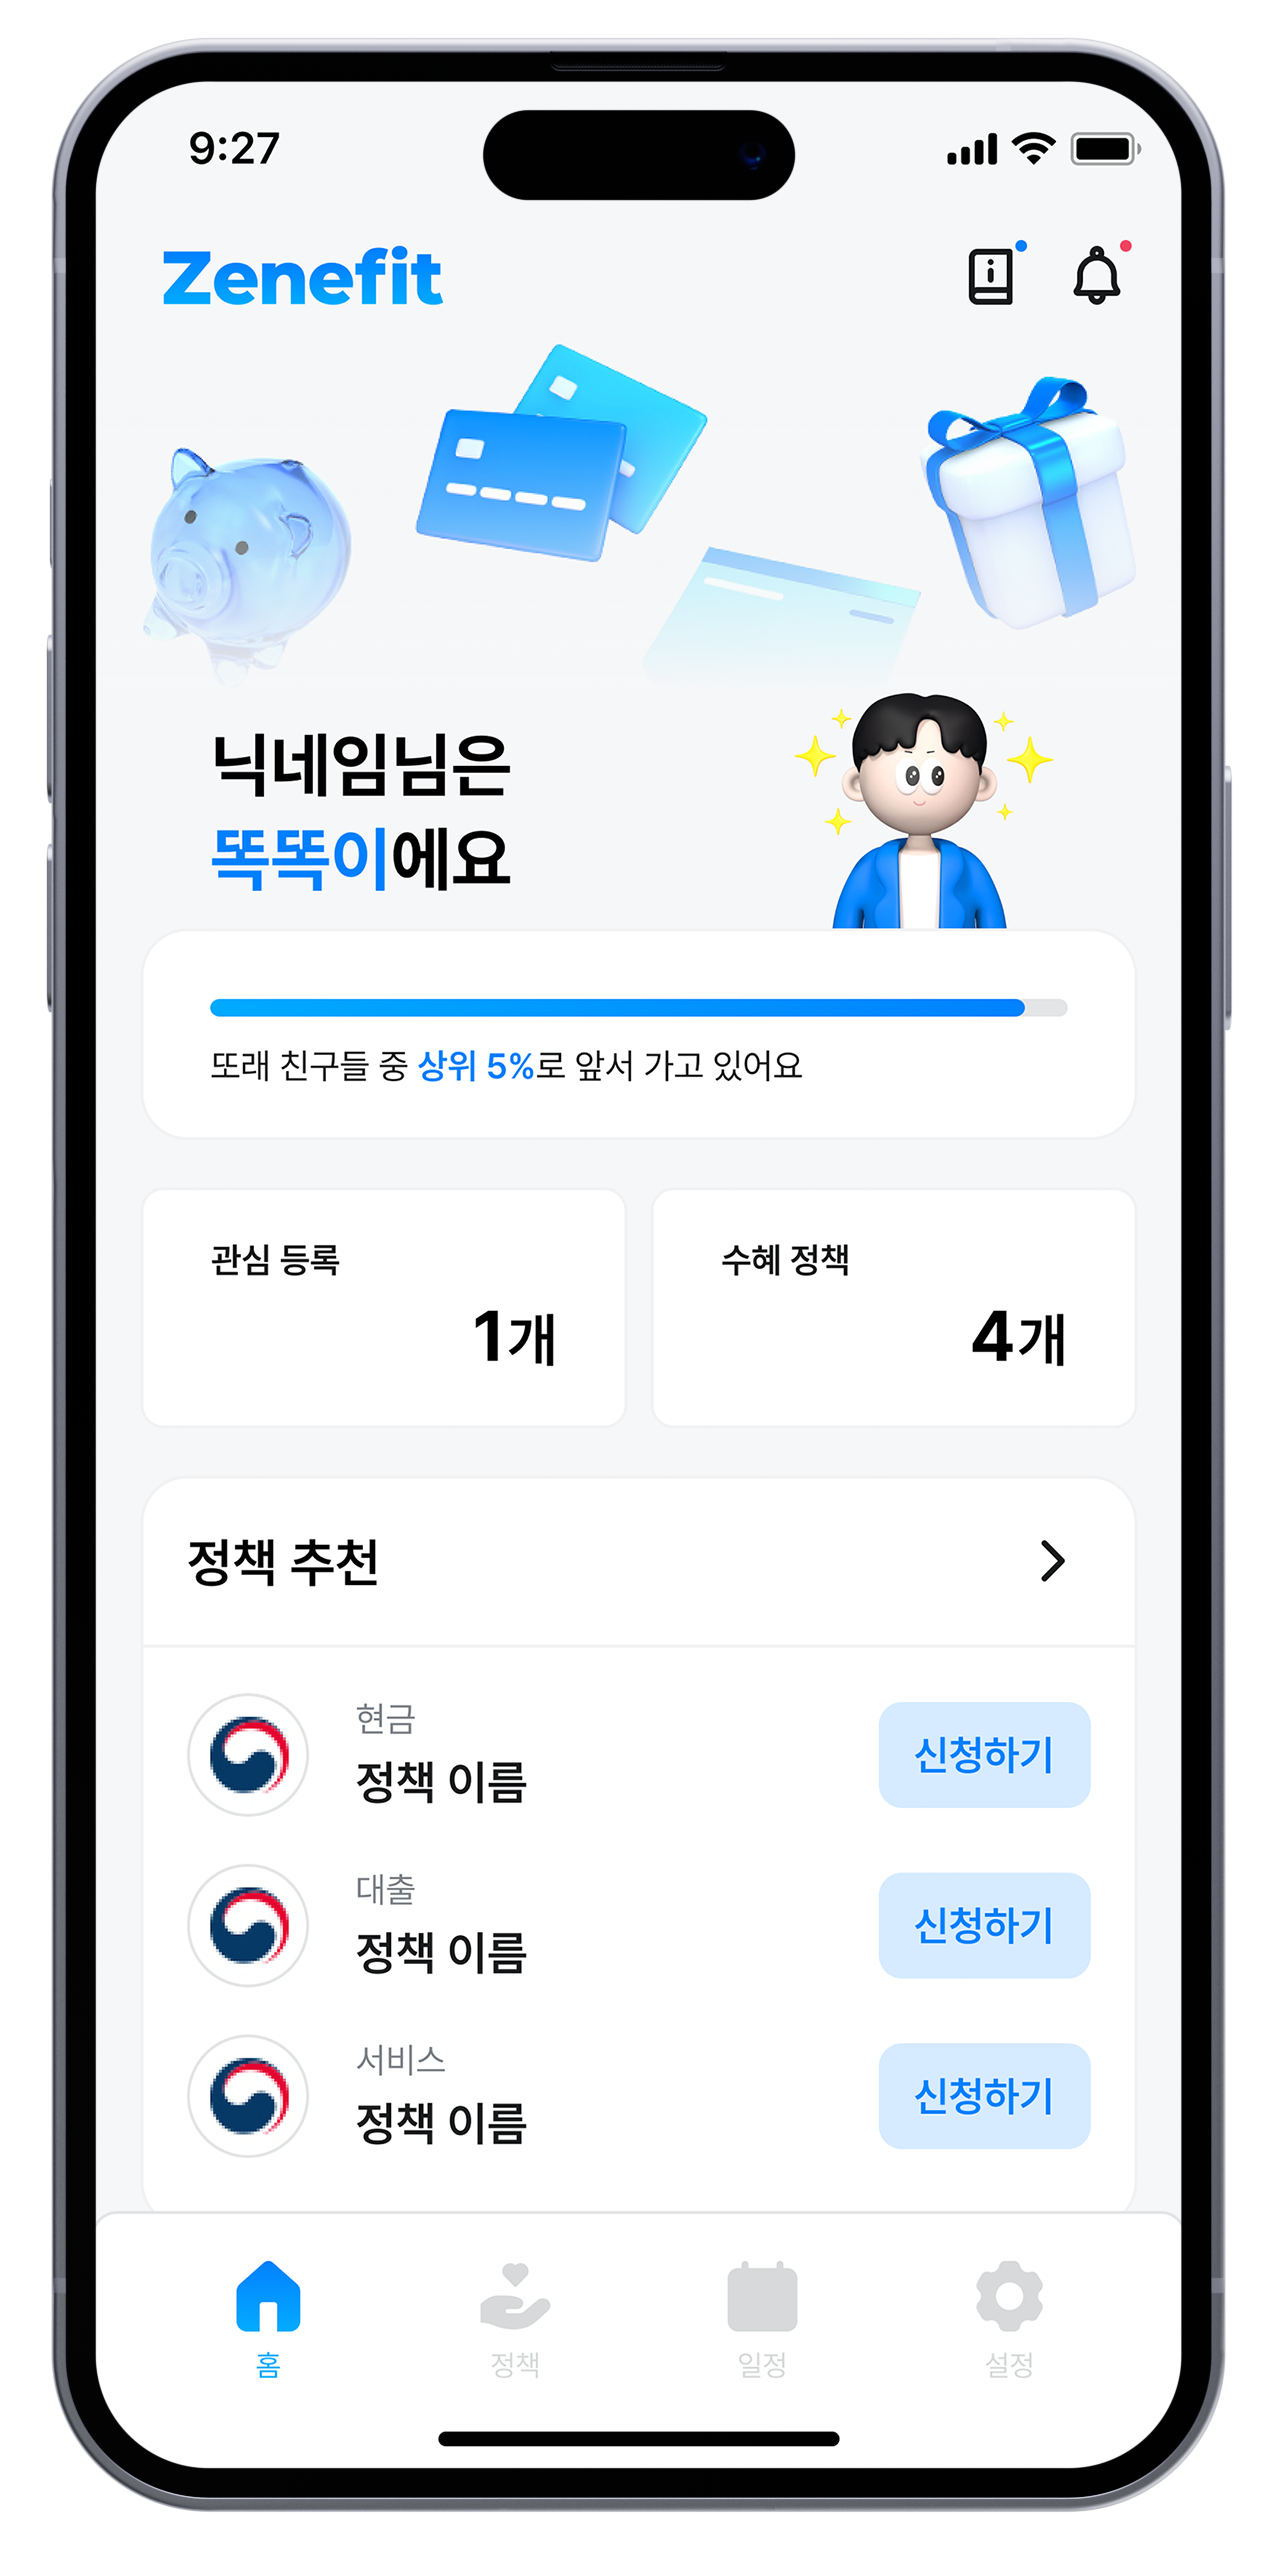 9:27
Zenefit
닉네임님은
똑똑이에요
또래 친구들 중 상위 5%로 앞서 가고 있어요
관심 등록
1개
수혜 정책
4개
정책 추천
현금
정책 이름
신청하기
대출
정책 이름
신청하기
서비스
정책 이름
신청하기
홈
정책
일정
설정